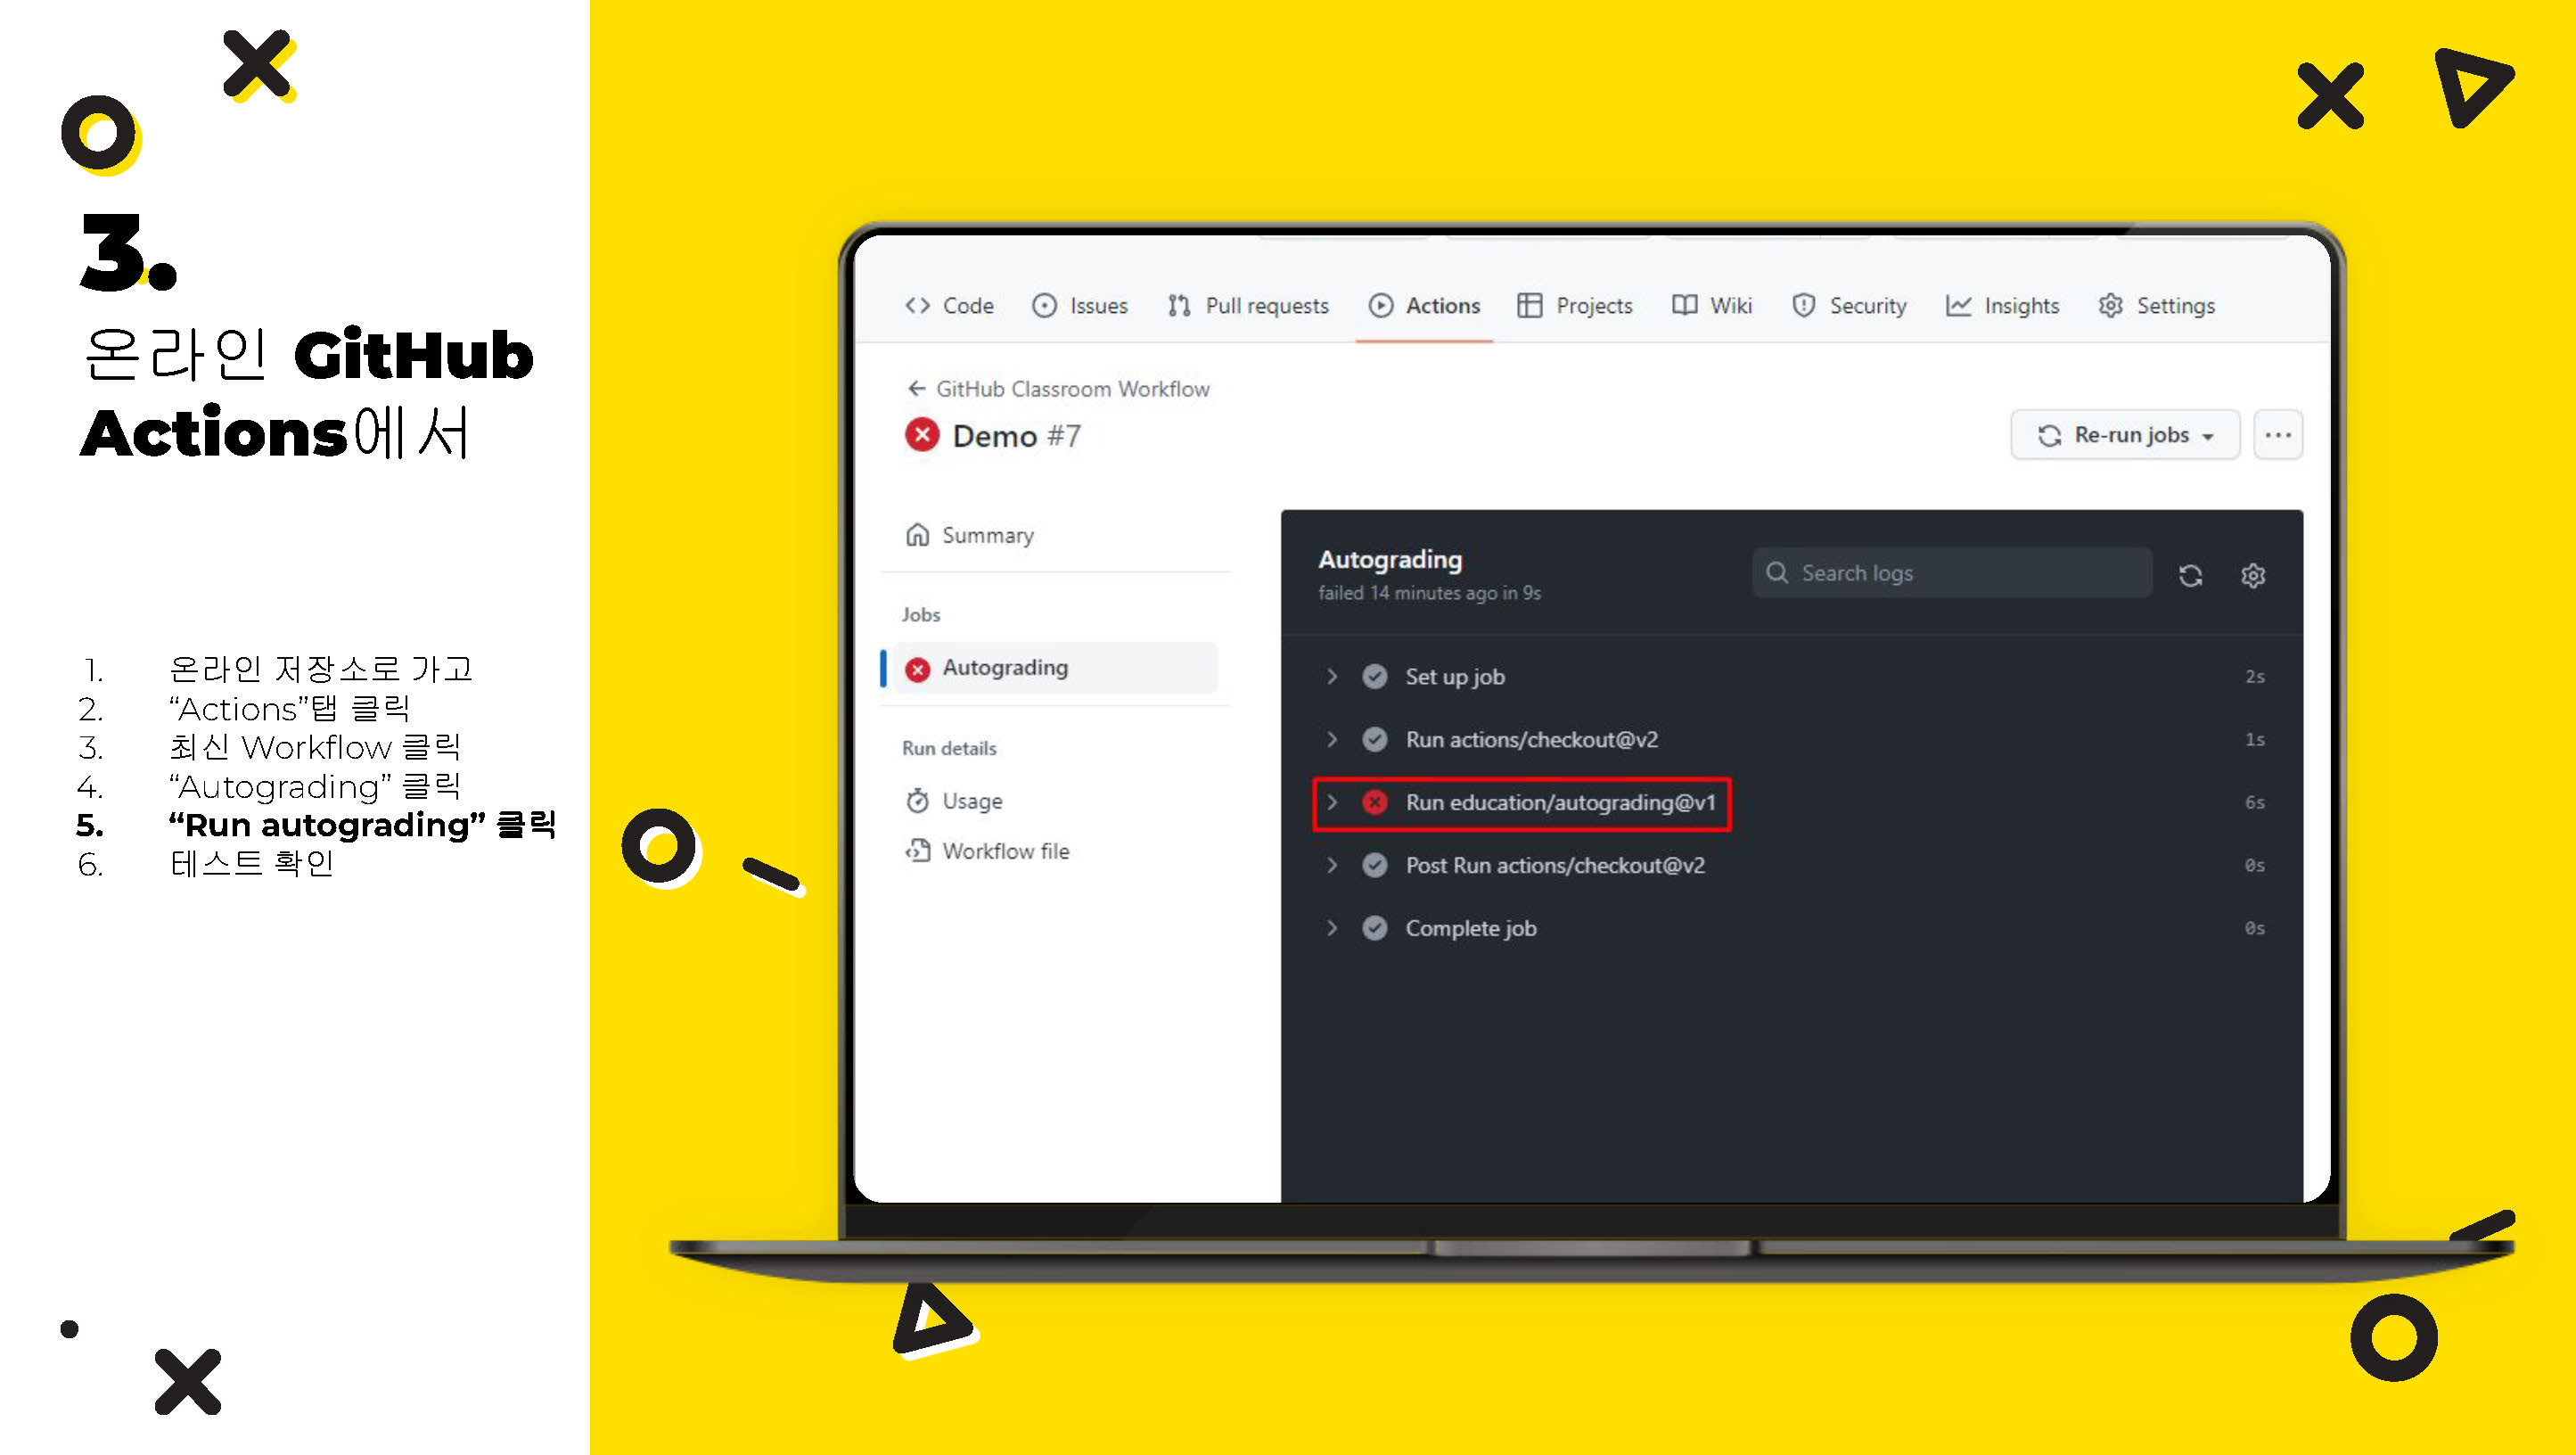 3.
온라인 GitHub
Actions에서
1. 온라인 저장소로 가고
2. “Actions”탭 클릭
3. 최신 Workflow 클릭
4. “Autograding” 클릭
5. “Run autograding” 클릭
6. 테스트 확인
Code Issues Pull requests Actions Projects Wiki Security Insights Settings
GitHub Classroom Workflow
Demo #7
Re-run jobs
Summary
Jobs
Autograding
Run details
Usage
Workflow file
Autograding
failed 14 minutes ago in 9s
Search logs
Set up job 2s
Run actions/checkout@v2 1s
Run education/autograding@v1 6s
Post Run actions/checkout@v2 0s
Complete job 0s